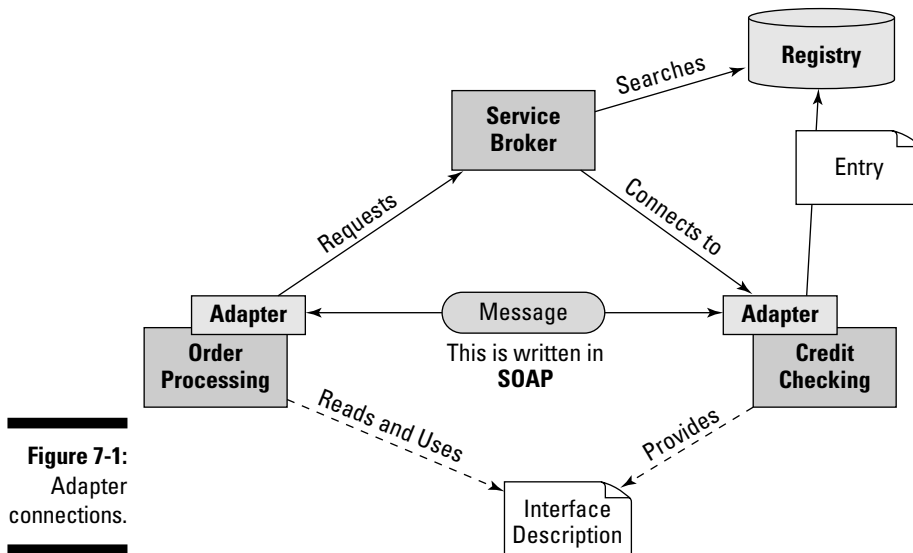 Registry
Searches
Service
Broker
Entry
Requests
Connects to
Adapter
Message
Adapter
Order
Processing
This is written in
SOAP
Credit
Checking
Reads and Uses
Provides
Figure 7-1:
Adapter
connections.
Interface
Description